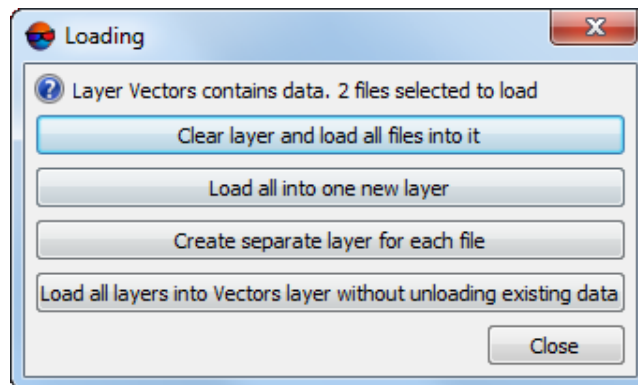 Loading
Layer Vectors contains data. 2 files selected to load
Clear layer and load all files into it
Load all into one new layer
Create separate layer for each file
Load all layers into Vectors layer without unloading existing data
Close